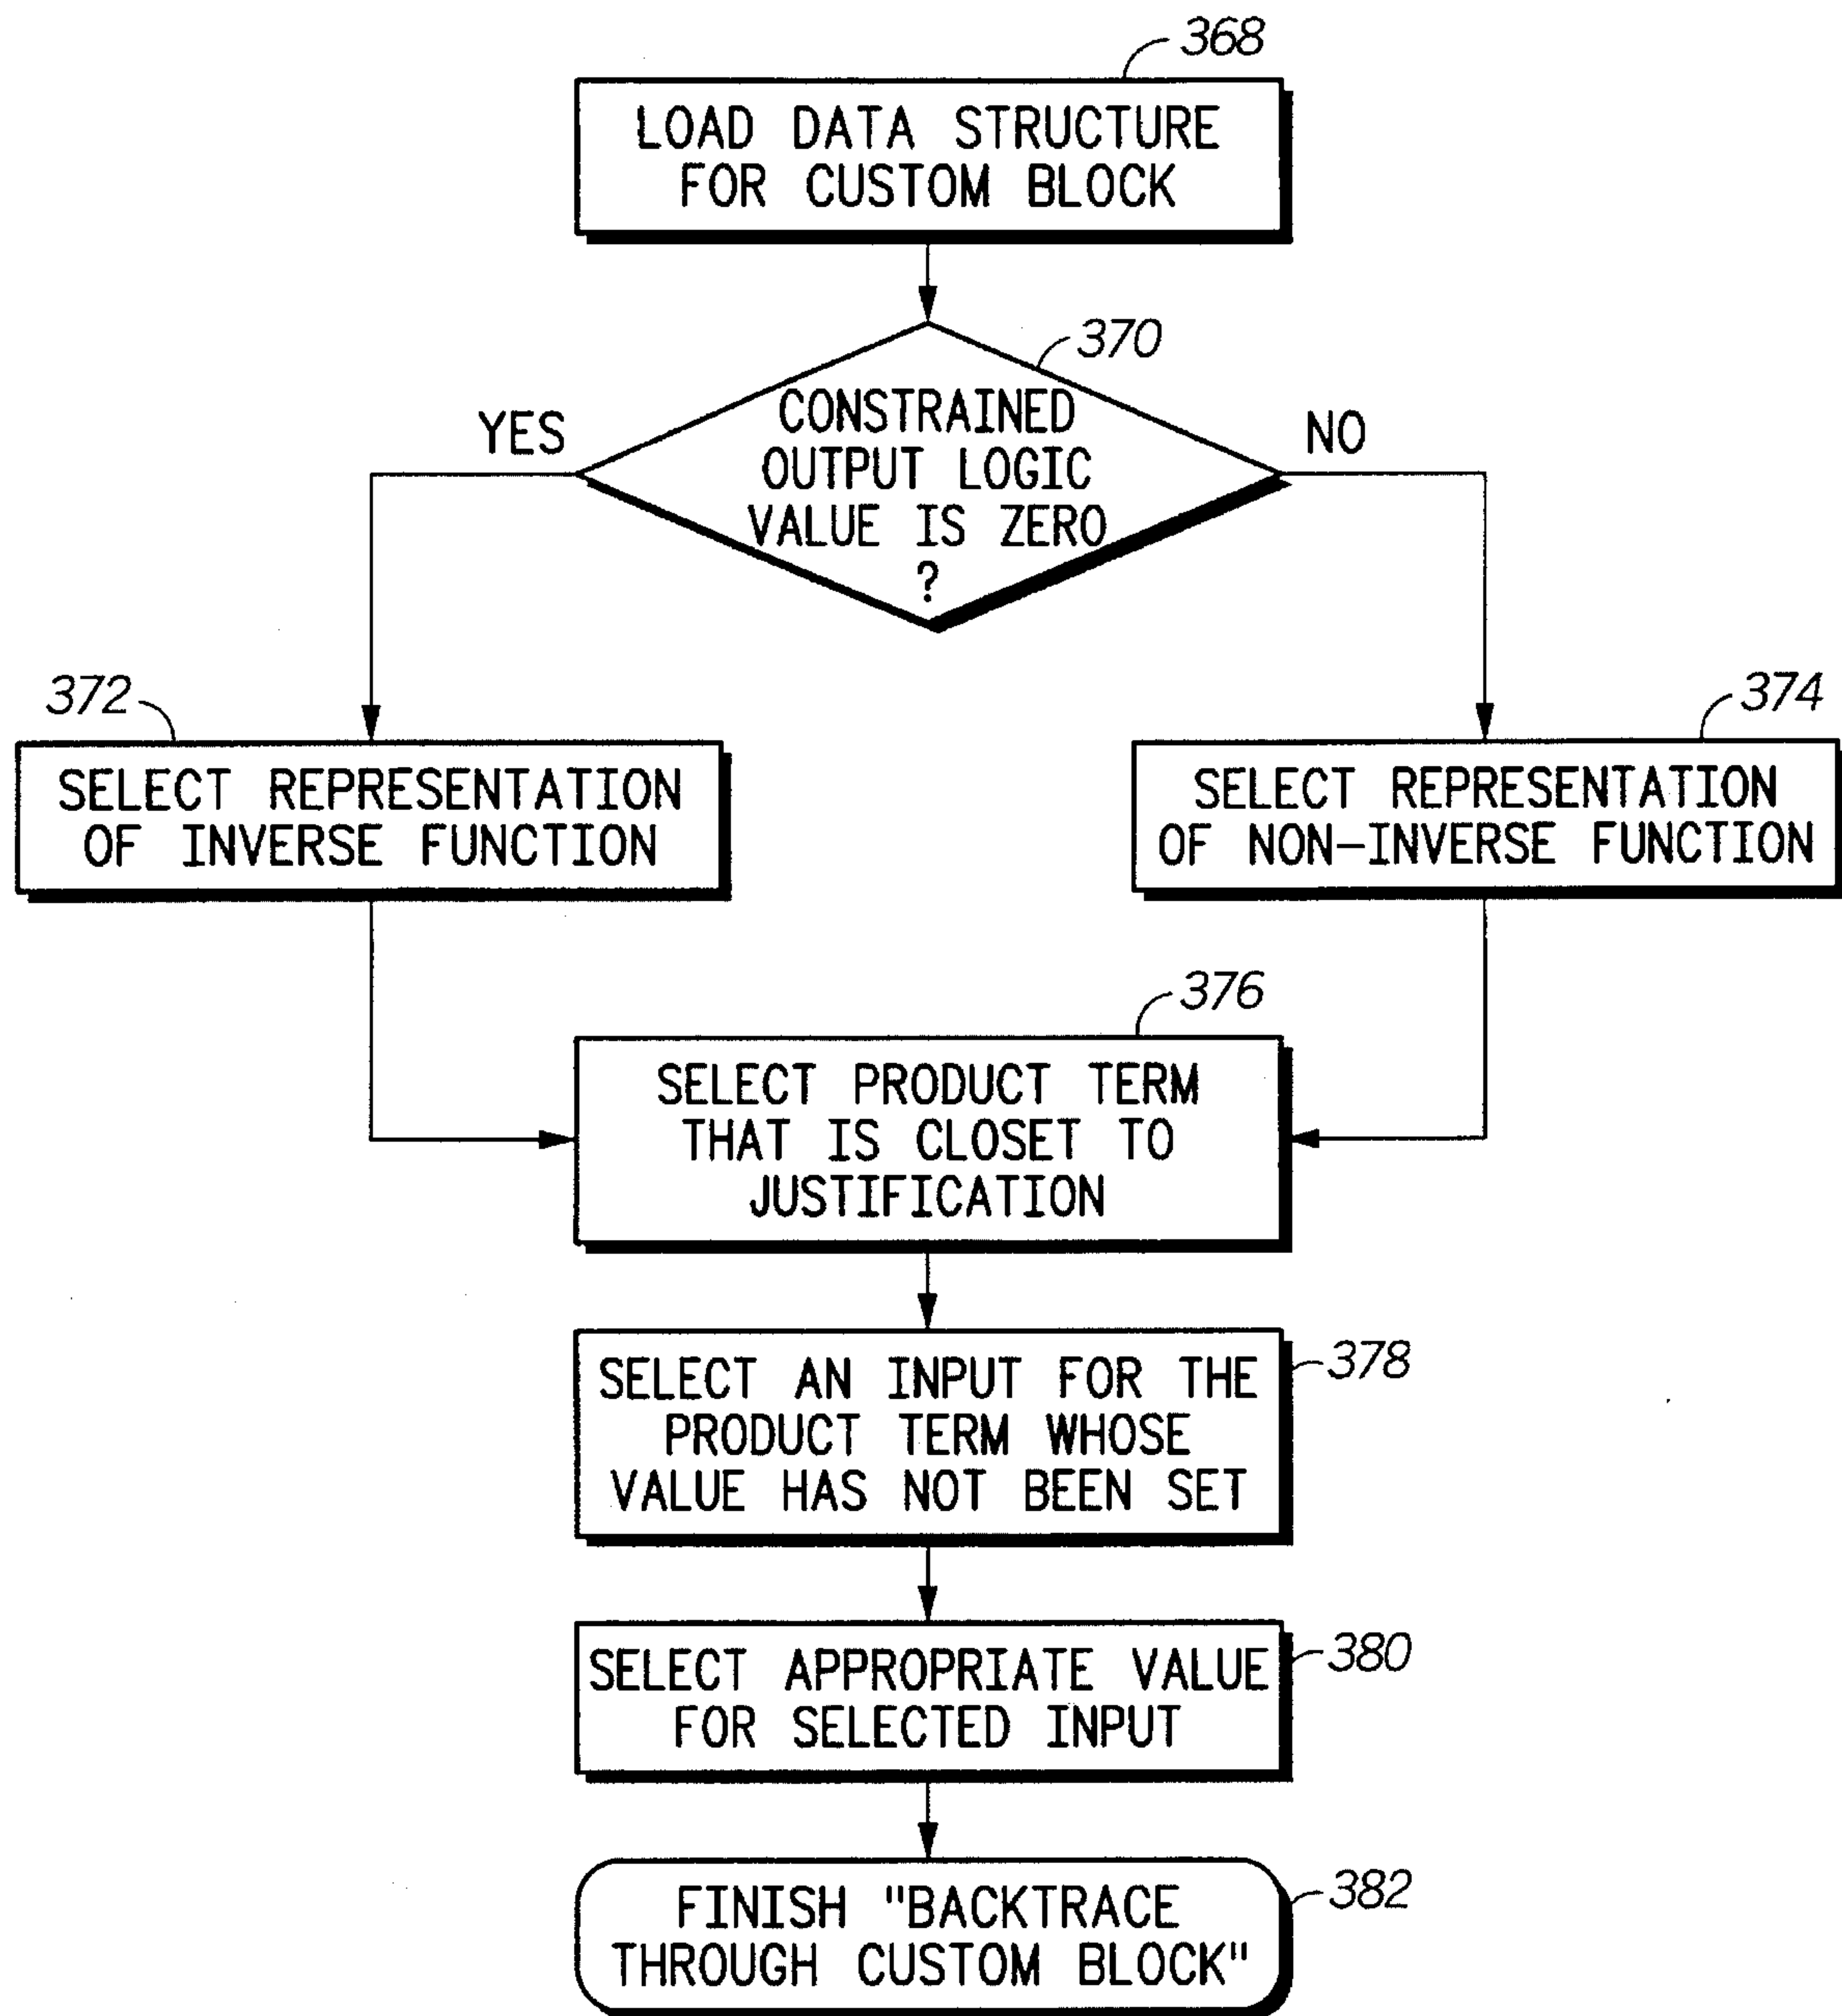 368
LOAD DATA STRUCTURE
FOR CUSTOM BLOCK
370
CONSTRAINED
OUTPUT LOGIC
VALUE IS ZERO
?
YES
NO
372
SELECT REPRESENTATION
OF INVERSE FUNCTION
374
SELECT REPRESENTATION
OF NON-INVERSE FUNCTION
376
SELECT PRODUCT TERM
THAT IS CLOSET TO
JUSTIFICATION
378
SELECT AN INPUT FOR THE
PRODUCT TERM WHOSE
VALUE HAS NOT BEEN SET
380
SELECT APPROPRIATE VALUE
FOR SELECTED INPUT
382
FINISH "BACKTRACE
THROUGH CUSTOM BLOCK"